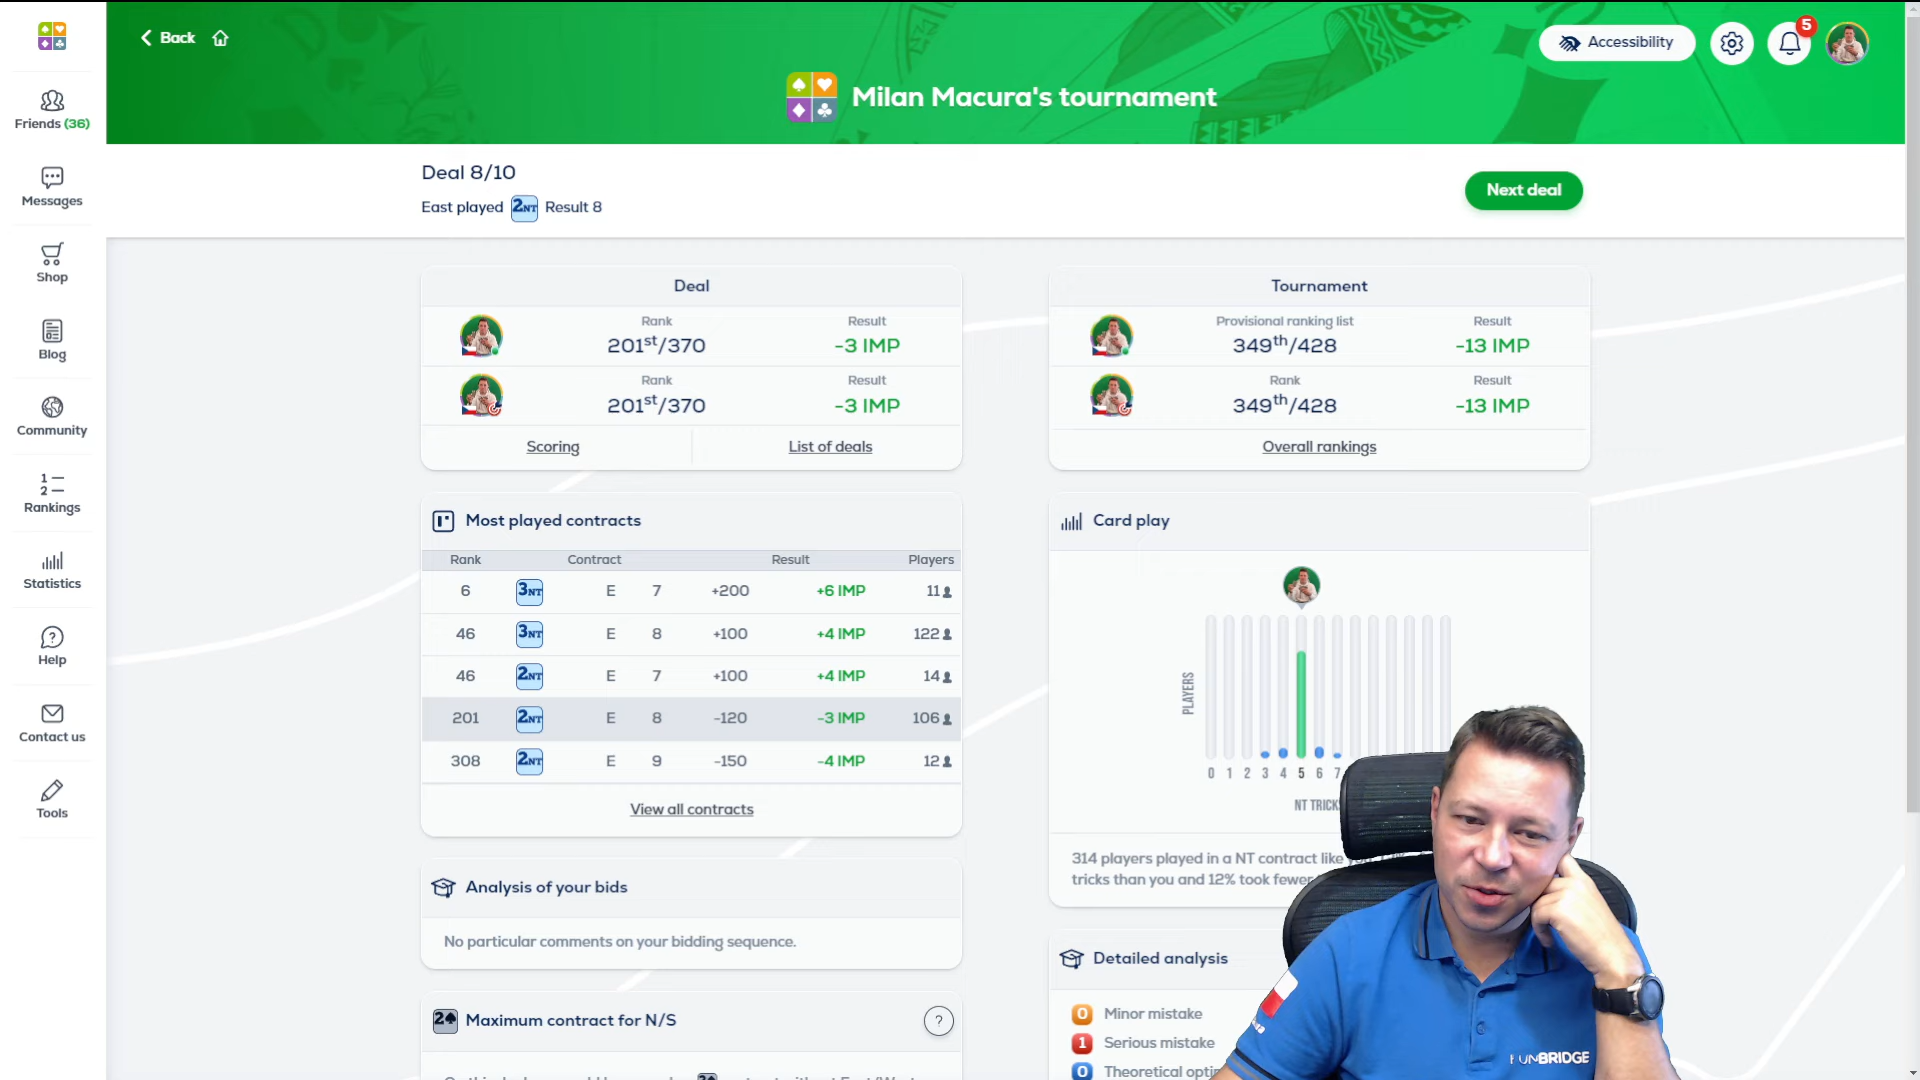 Back
Accessibility
5
Milan Macura's tournament
Friends (36)
Messages
Shop
Blog
Community
Rankings
Statistics
Help
Contact us
Tools
Deal 8/10
East played 2NT Result 8
Next deal
Deal
Rank Result
201st/370 -3 IMP
Rank Result
201st/370 -3 IMP
Scoring List of deals
Tournament
Provisional ranking list Result
349th/428 -13 IMP
Rank Result
349th/428 -13 IMP
Overall rankings
Most played contracts
Rank Contract Result Players
6 3NT E 7 +200 +6 IMP 11
46 3NT E 8 +100 +4 IMP 122
46 2NT E 7 +100 +4 IMP 14
201 2NT E 8 -120 -3 IMP 106
308 2NT E 9 -150 -4 IMP 12
View all contracts
Card play
PLAYERS
0 1 2 3 4 5 6 7
NT TRICK
314 players played in a NT contract like
tricks than you and 12% took fewer
Analysis of your bids
No particular comments on your bidding sequence.
Detailed analysis
0 Minor mistake
1 Serious mistake
0 Theoretical opti
2♠ Maximum contract for N/S
?
FUNBRIDGE